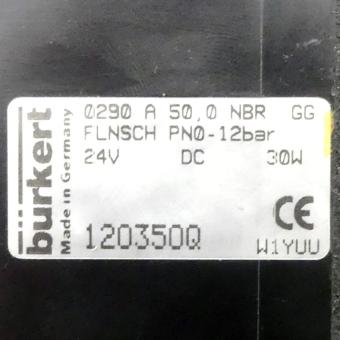 bürkert
Made in Germany
0290 A 50,0 NBR GG
FLNSCH PN0-12bar
24V DC 30W
CE
120350Q W1YUU